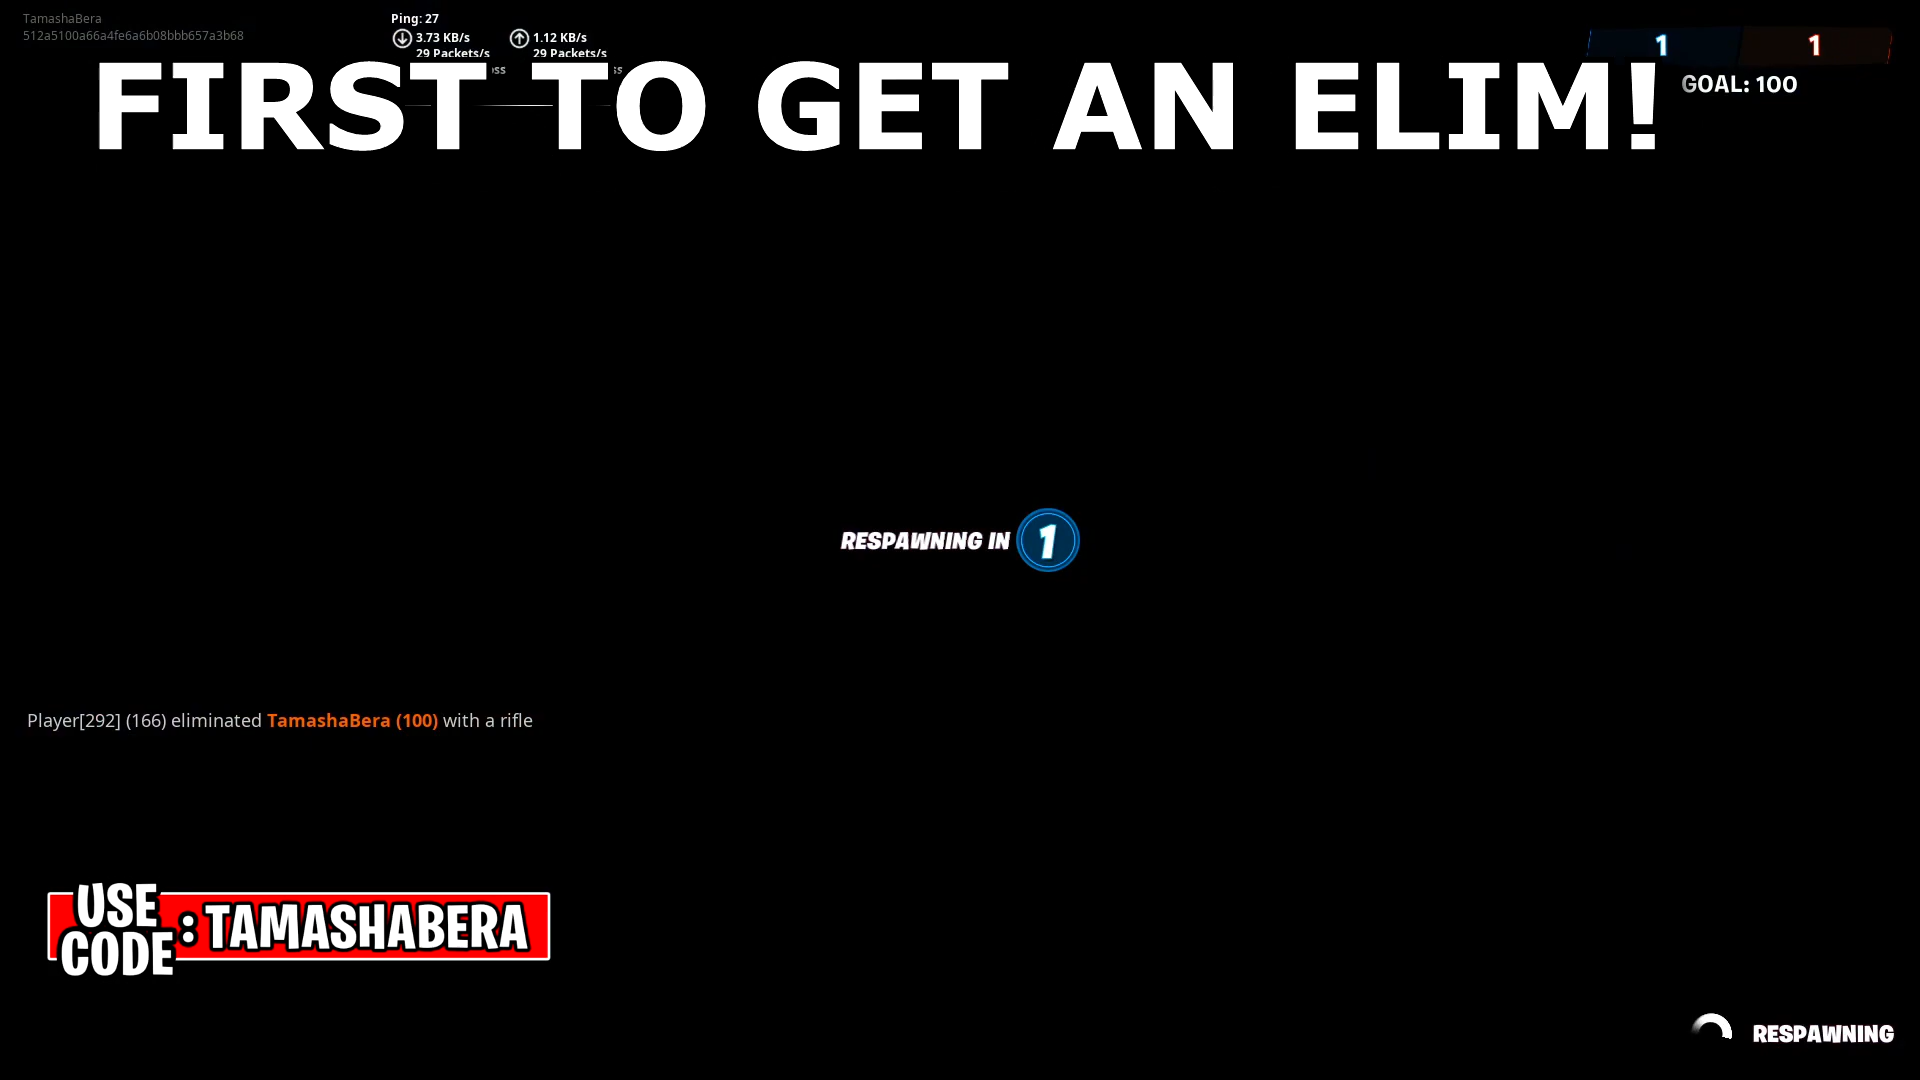 TamashaBera
512a5100a66a4fe6a6b08bbb657a3b68
Ping: 27
3.73 KB/s
1.12 KB/s
29 Packets/s
29 Packets/s
1
1
GOAL: 100
FIRST TO GET AN ELIM!
RESPAWNING IN 1
Player[292] (166) eliminated TamashaBera (100) with a rifle
USE
CODE : TAMASHABERA
RESPAWNING